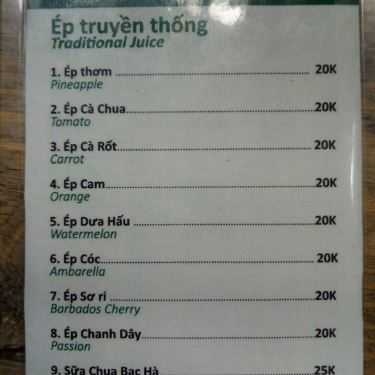 Ép truyền thống
Traditional Juice
1. Ép thơm 20K
Pineapple
2. Ép Cà Chua 20K
Tomato
3. Ép Cà Rốt 20K
Carrot
4. Ép Cam 20K
Orange
5. Ép Dưa Hấu 20K
Watermelon
6. Ép Cóc 20K
Ambarella
7. Ép Sơ ri 20K
Barbados Cherry
8. Ép Chanh Dây 20K
Passion
9. Sữa Chua Bạc Hà 25K